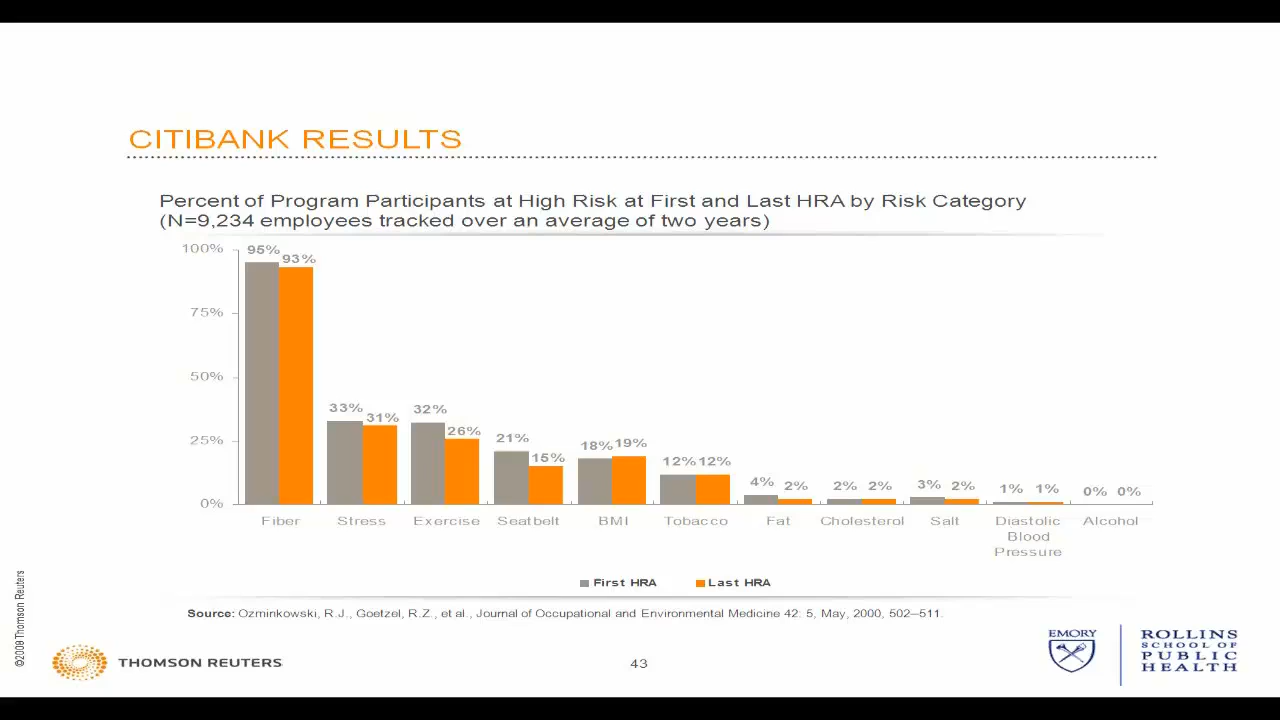 CITIBANK RESULTS
Percent of Program Participants at High Risk at First and Last HRA by Risk Category
(N=9,234 employees tracked over an average of two years)
100%
75%
50%
25%
0%
95% 93%
33% 31%
32% 26%
21% 15%
18% 19%
12% 12%
4% 2%
2% 2%
3% 2%
1% 1%
0% 0%
Fiber
Stress
Exercise
Seatbelt
BMI
Tobacco
Fat
Cholesterol
Salt
Diastolic
Blood
Pressure
Alcohol
First HRA Last HRA
Source: Ozminkowski, R.J., Goetzel, R.Z., et al., Journal of Occupational and Environmental Medicine 42: 5, May, 2000, 502–511.
©2009 Thomson Reuters
THOMSON REUTERS
43
EMORY
ROLLINS
SCHOOL OF
PUBLIC
HEALTH